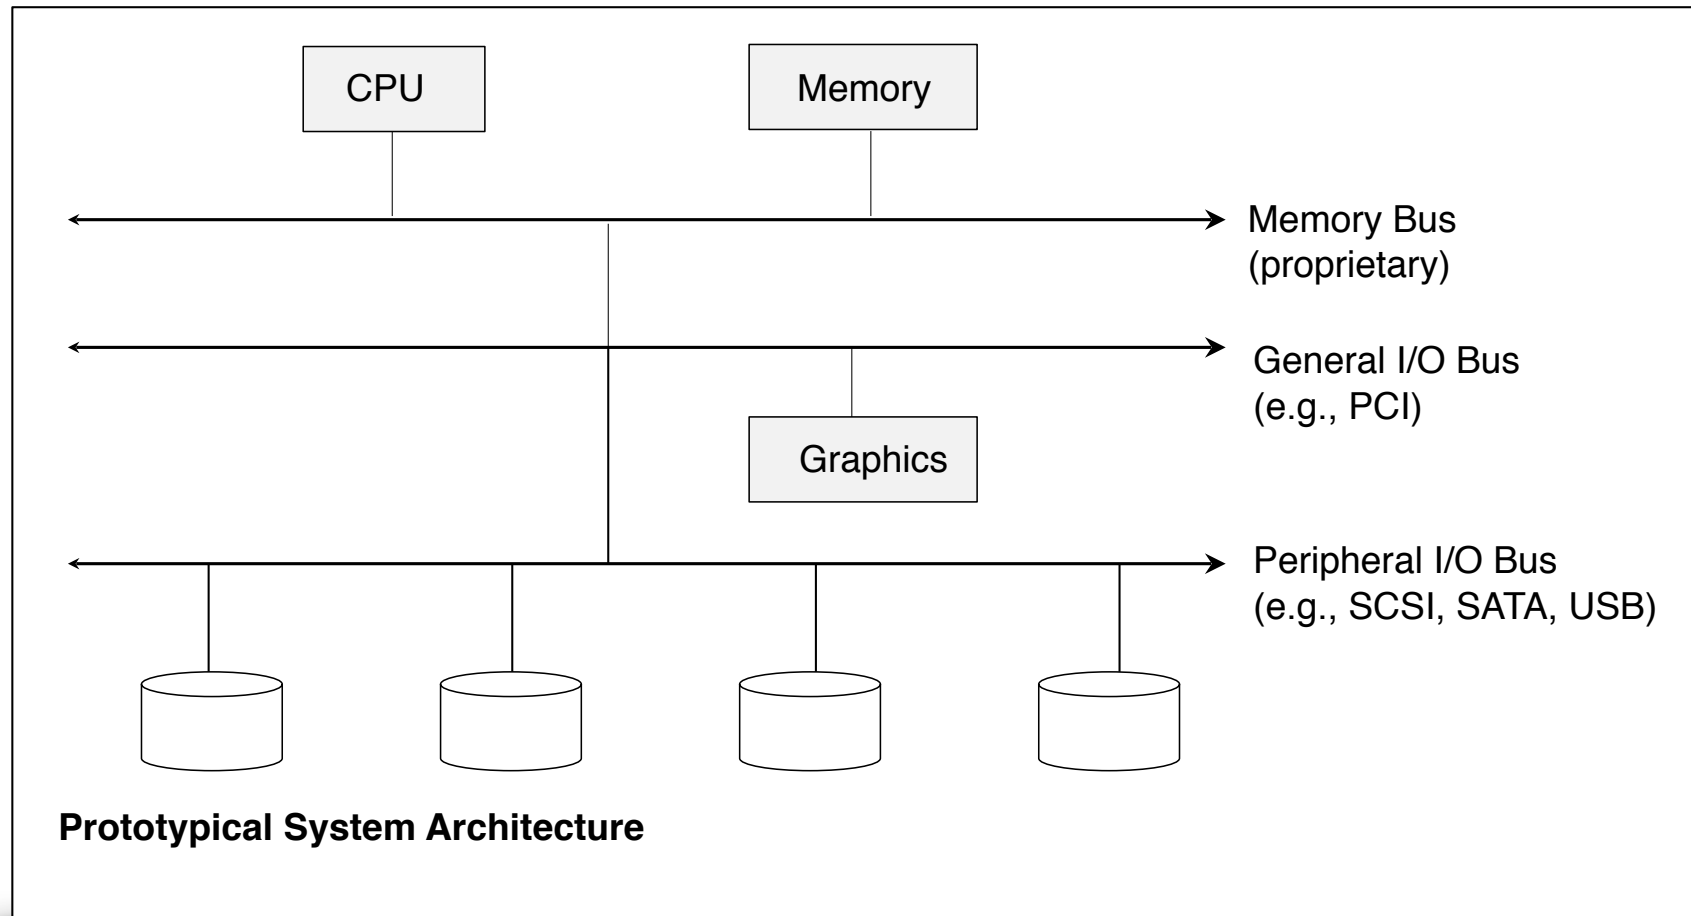 CPU
Memory
Memory Bus
(proprietary)
General I/O Bus
(e.g., PCI)
Graphics
Peripheral I/O Bus
(e.g., SCSI, SATA, USB)
Prototypical System Architecture